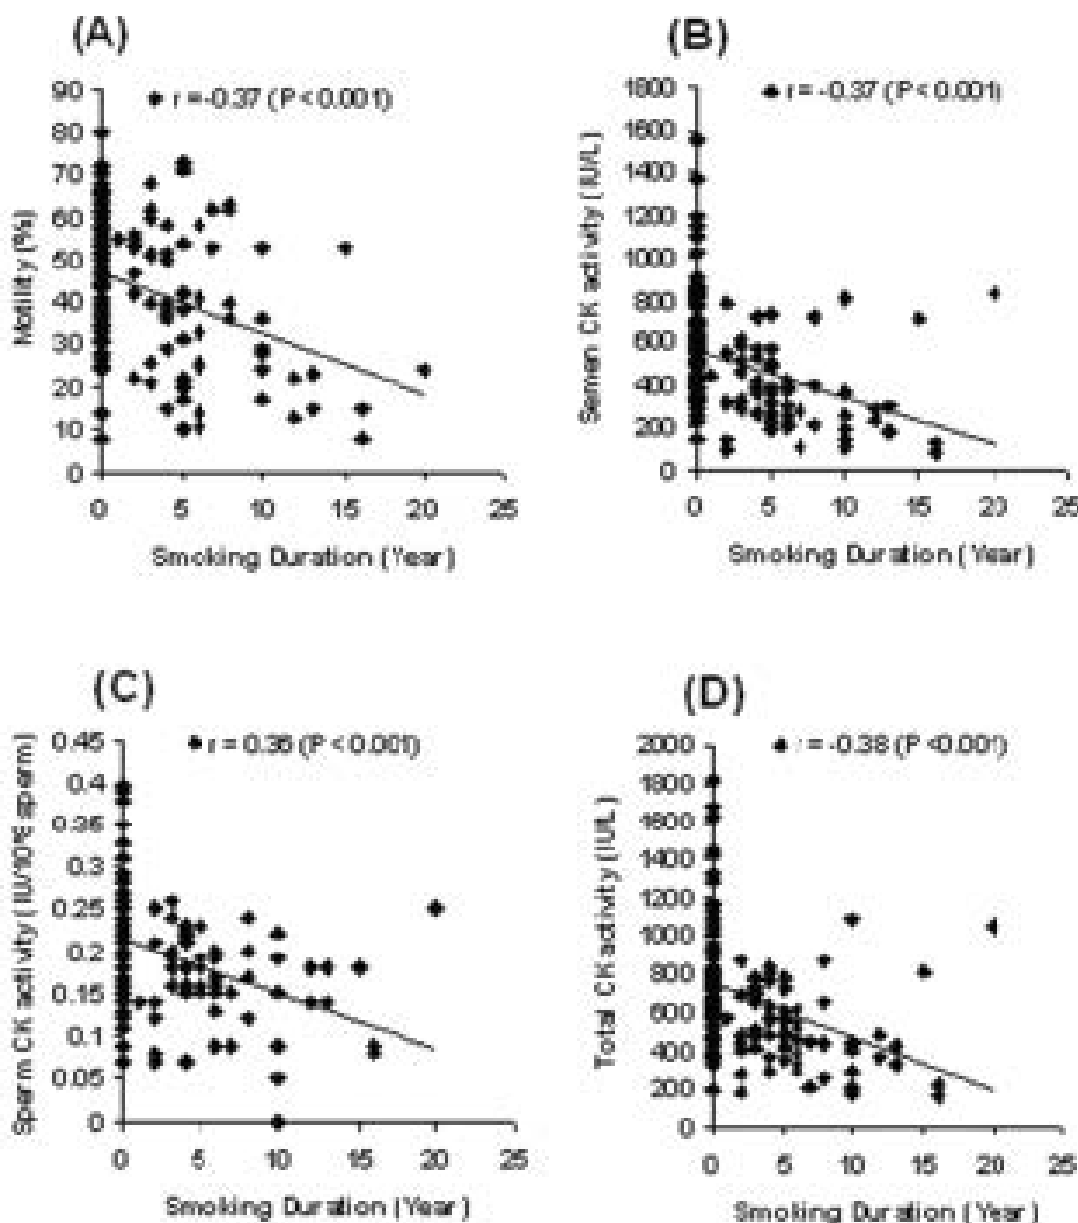 (A)
r = -0.37 (P < 0.001)
90
80
70
60
50
40
30
20
10
0
Motility (%)
0 5 10 15 20 25
Smoking Duration (Year)
(B)
r = -0.37 (P < 0.001)
1800
1600
1400
1200
1000
800
600
400
200
0
Semen CK activity (IU/L)
0 5 10 15 20 25
Smoking Duration (Year)
(C)
r = 0.36 (P < 0.001)
0.45
0.4
0.35
0.3
0.25
0.2
0.15
0.1
0.05
0
Sperm CK activity sperm)
0 5 10 15 20 25
Smoking Duration (Year)
(D)
r = -0.38 (P <0.001)
2000
1800
1600
1400
1200
1000
800
600
400
200
0
Total CK activity (IU/L)
0 5 10 15 20 25
Smoking Duration (Year)